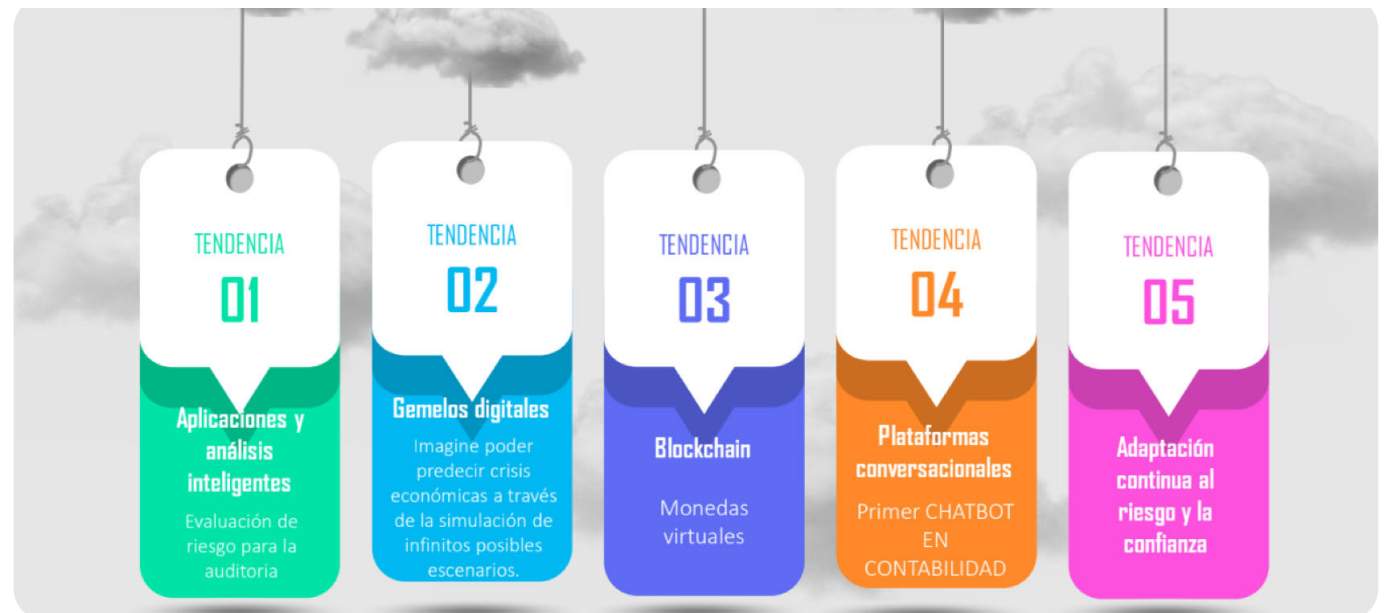 TENDENCIA
01
Aplicaciones y
análisis
inteligentes
Evaluación de
riesgo para la
auditoria
TENDENCIA
02
Gemelos digitales
Imagine poder
predecir crisis
económicas a través
de la simulación de
infinitos posibles
escenarios.
TENDENCIA
03
Blockchain
Monedas
virtuales
TENDENCIA
04
Plataformas
conversacionales
Primer CHATBOT
EN
CONTABILIDAD
TENDENCIA
05
Adaptación
continua al
riesgo y la
confianza